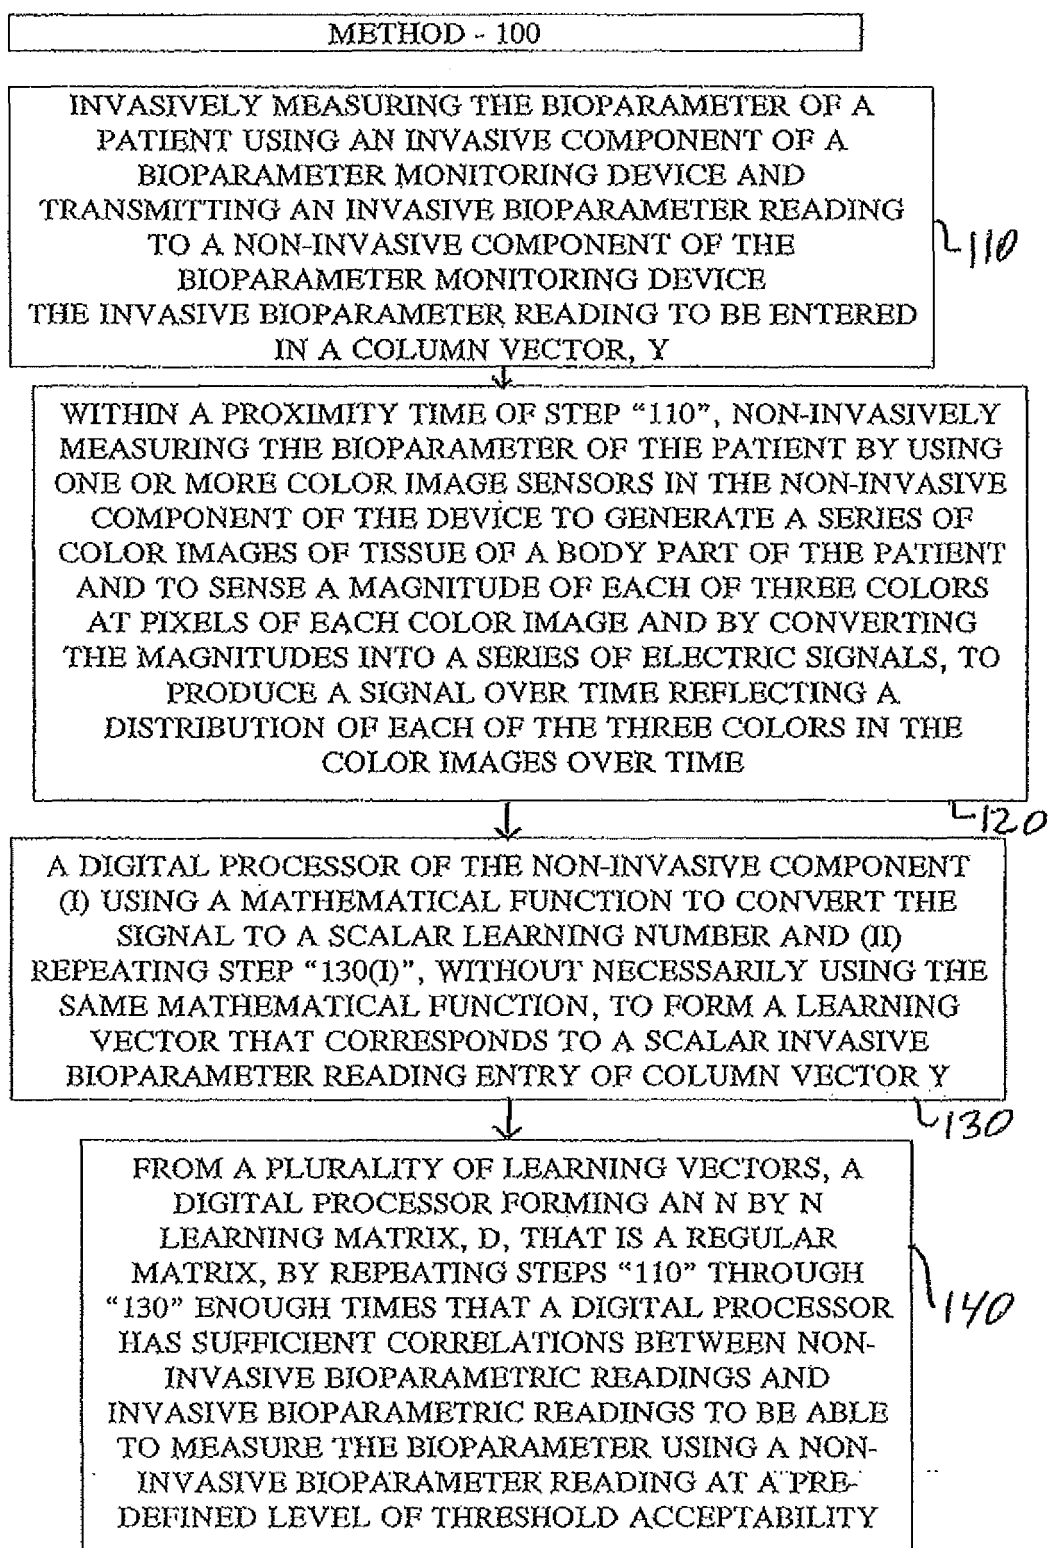 METHOD - 100
INVASIVELY MEASURING THE BIOPARAMETER OF A
PATIENT USING AN INVASIVE COMPONENT OF A
BIOPARAMETER MONITORING DEVICE AND
TRANSMITTING AN INVASIVE BIOPARAMETER READING
TO A NON-INVASIVE COMPONENT OF THE
BIOPARAMETER MONITORING DEVICE
THE INVASIVE BIOPARAMETER READING TO BE ENTERED
IN A COLUMN VECTOR, Y
110
WITHIN A PROXIMITY TIME OF STEP "110", NON-INVASIVELY
MEASURING THE BIOPARAMETER OF THE PATIENT BY USING
ONE OR MORE COLOR IMAGE SENSORS IN THE NON-INVASIVE
COMPONENT OF THE DEVICE TO GENERATE A SERIES OF
COLOR IMAGES OF TISSUE OF A BODY PART OF THE PATIENT
AND TO SENSE A MAGNITUDE OF EACH OF THREE COLORS
AT PIXELS OF EACH COLOR IMAGE AND BY CONVERTING
THE MAGNITUDES INTO A SERIES OF ELECTRIC SIGNALS, TO
PRODUCE A SIGNAL OVER TIME REFLECTING A
DISTRIBUTION OF EACH OF THE THREE COLORS IN THE
COLOR IMAGES OVER TIME
120
A DIGITAL PROCESSOR OF THE NON-INVASIVE COMPONENT
(I) USING A MATHEMATICAL FUNCTION TO CONVERT THE
SIGNAL TO A SCALAR LEARNING NUMBER AND (II)
REPEATING STEP "130(I)", WITHOUT NECESSARILY USING THE
SAME MATHEMATICAL FUNCTION, TO FORM A LEARNING
VECTOR THAT CORRESPONDS TO A SCALAR INVASIVE
BIOPARAMETER READING ENTRY OF COLUMN VECTOR Y
130
FROM A PLURALITY OF LEARNING VECTORS, A
DIGITAL PROCESSOR FORMING AN N BY N
LEARNING MATRIX, D, THAT IS A REGULAR
MATRIX, BY REPEATING STEPS "110" THROUGH
"130" ENOUGH TIMES THAT A DIGITAL PROCESSOR
HAS SUFFICIENT CORRELATIONS BETWEEN NON-
INVASIVE BIOPARAMETRIC READINGS AND
INVASIVE BIOPARAMETRIC READINGS TO BE ABLE
TO MEASURE THE BIOPARAMETER USING A NON-
INVASIVE BIOPARAMETER READING AT A PRE-
DEFINED LEVEL OF THRESHOLD ACCEPTABILITY
140